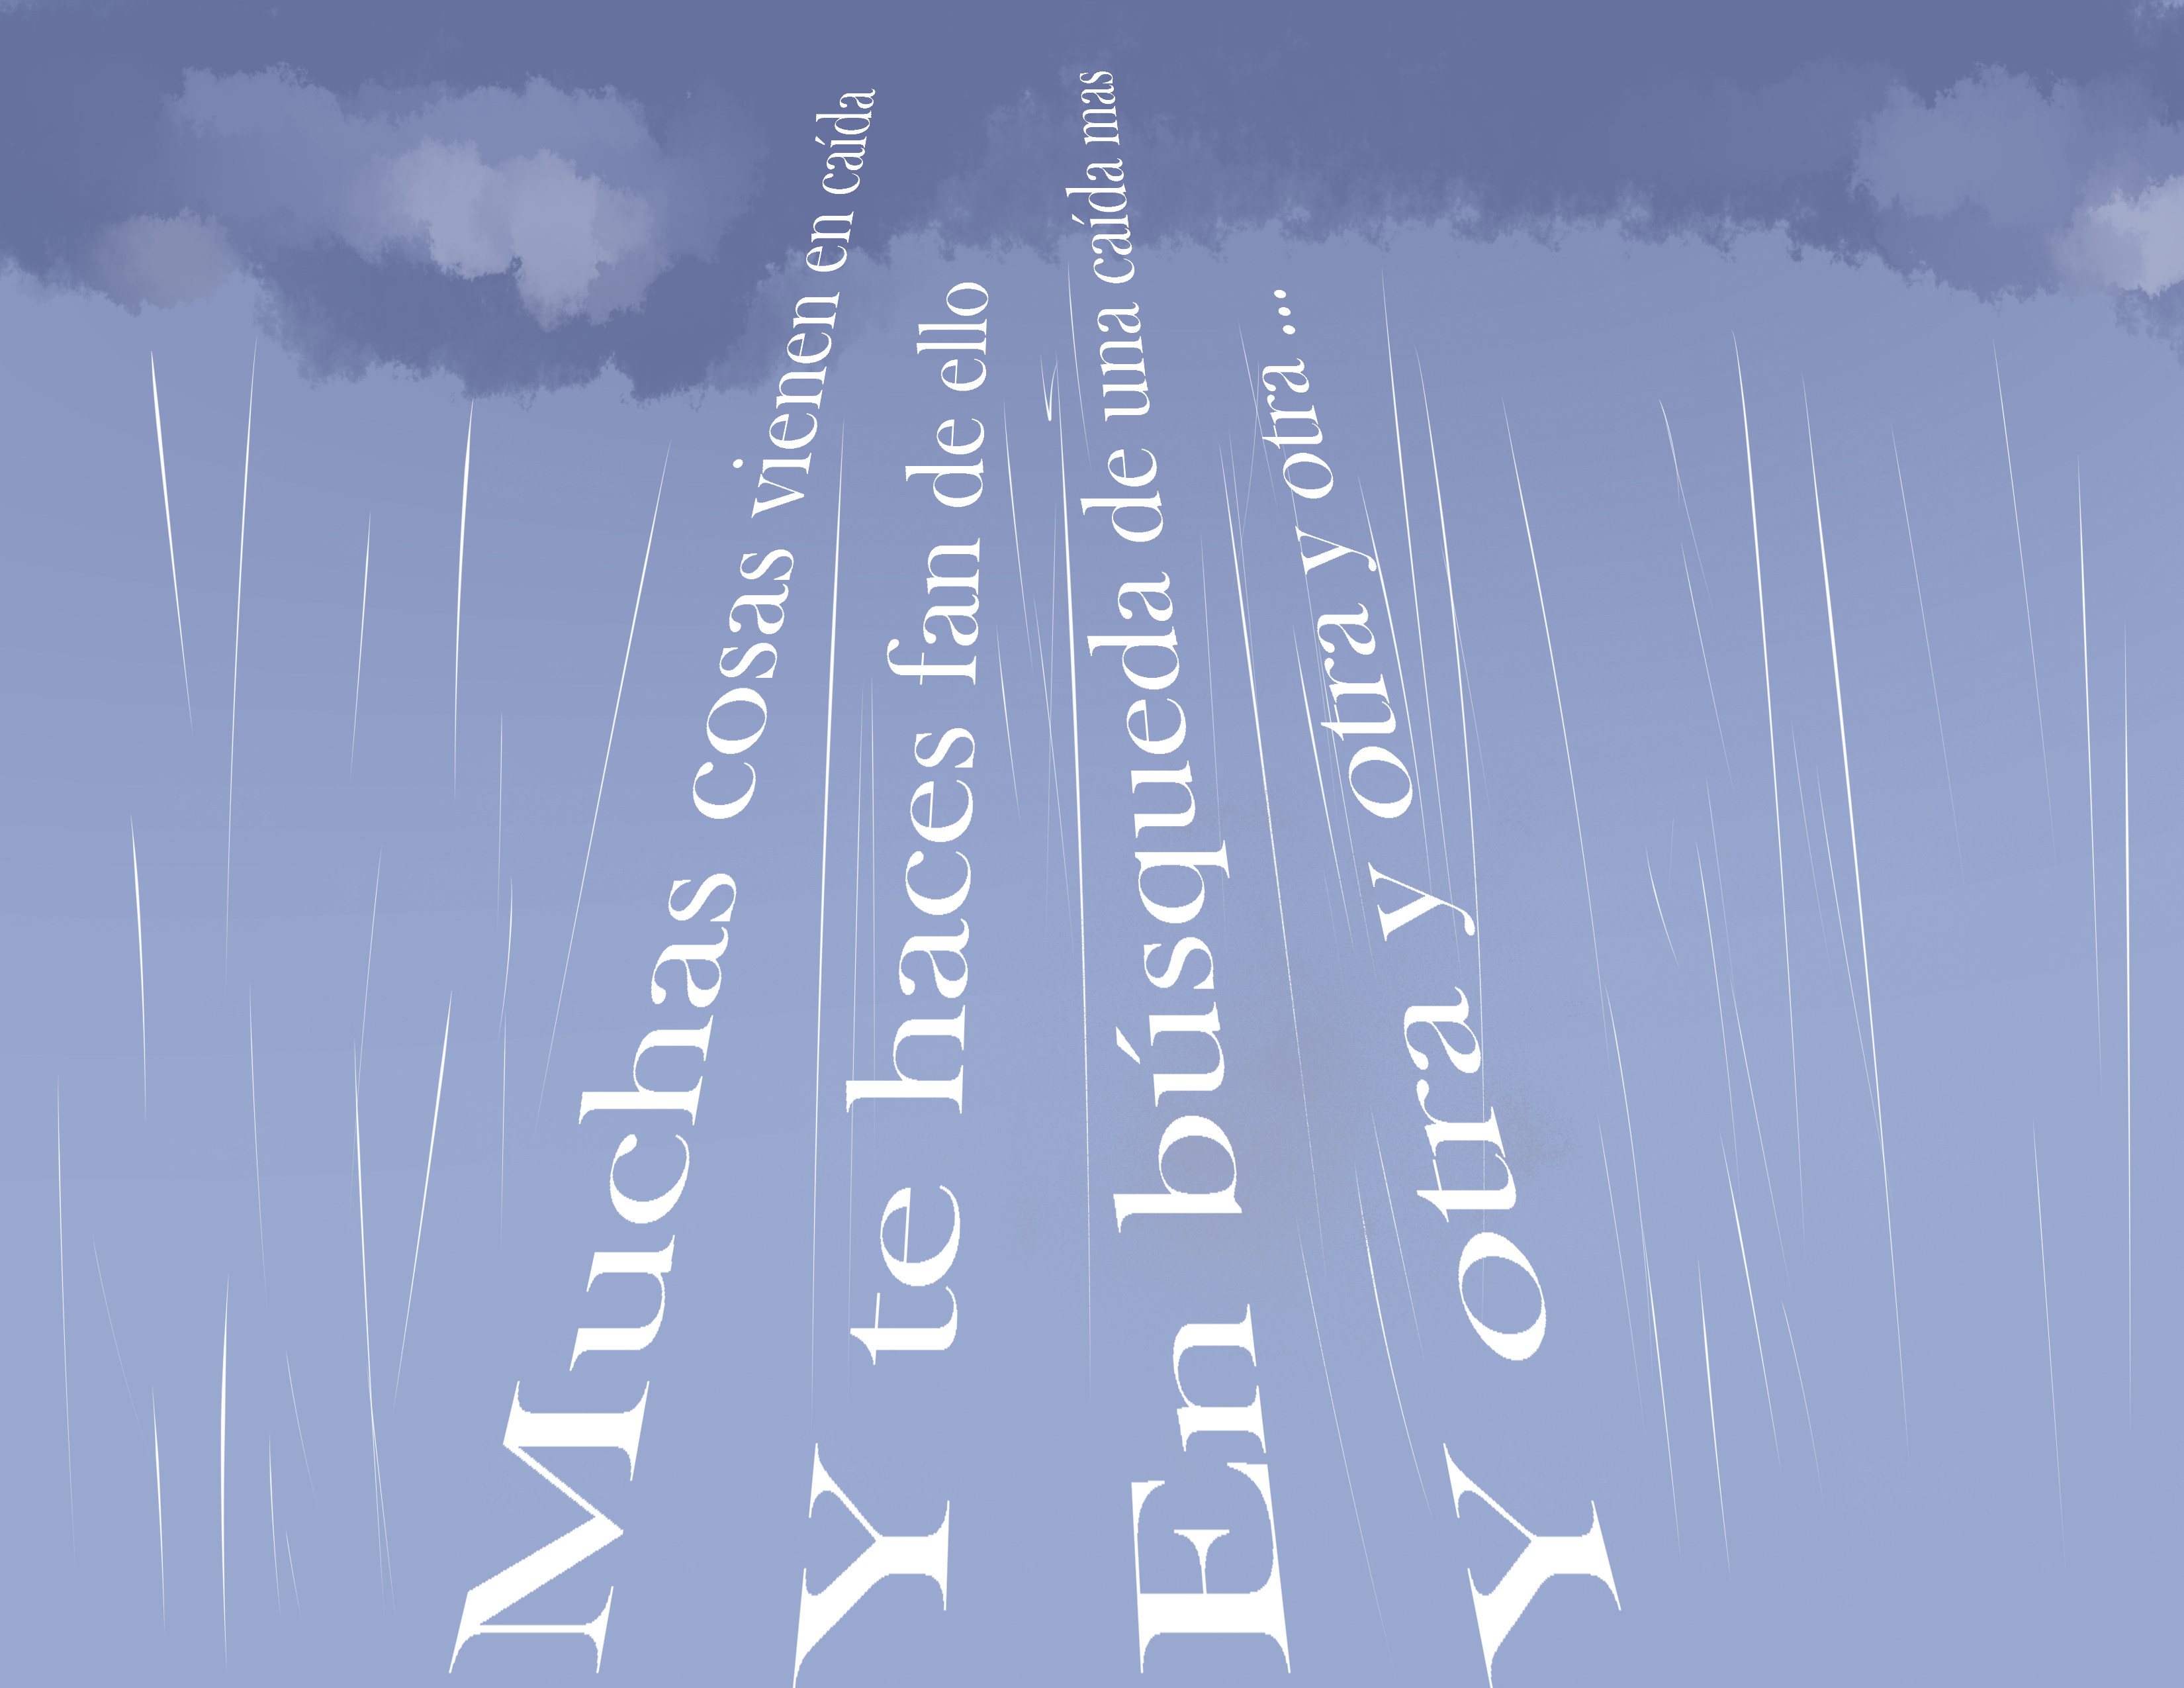 Muchas cosas vienen en caída
Y te haces fan de ello
En búsqueda de una caída mas
Y otra y otra y otra ...